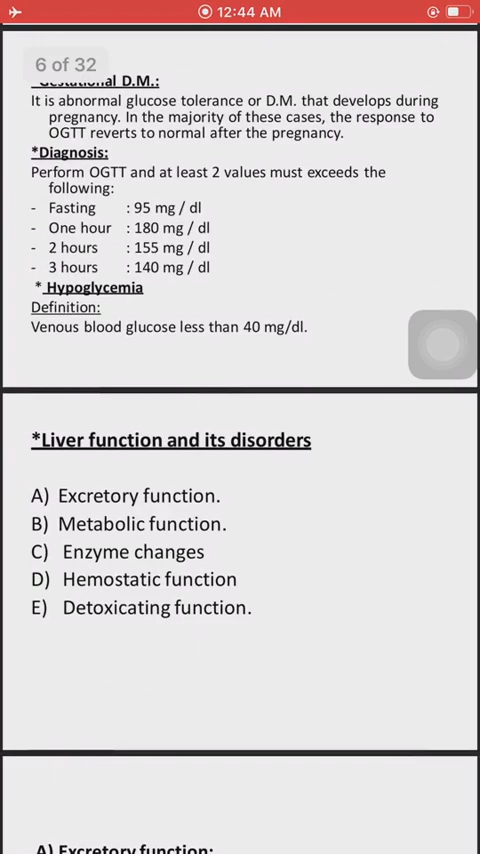 12:44 AM
6 of 32
Gestational D.M.:
It is abnormal glucose tolerance or D.M. that develops during
pregnancy. In the majority of these cases, the response to
OGTT reverts to normal after the pregnancy.
*Diagnosis:
Perform OGTT and at least 2 values must exceeds the
following:
- Fasting : 95 mg / dl
- One hour : 180 mg / dl
- 2 hours : 155 mg / dl
- 3 hours : 140 mg / dl
* Hypoglycemia
Definition:
Venous blood glucose less than 40 mg/dl.
*Liver function and its disorders
A) Excretory function.
B) Metabolic function.
C) Enzyme changes
D) Hemostatic function
E) Detoxicating function.
A) Excretory function: